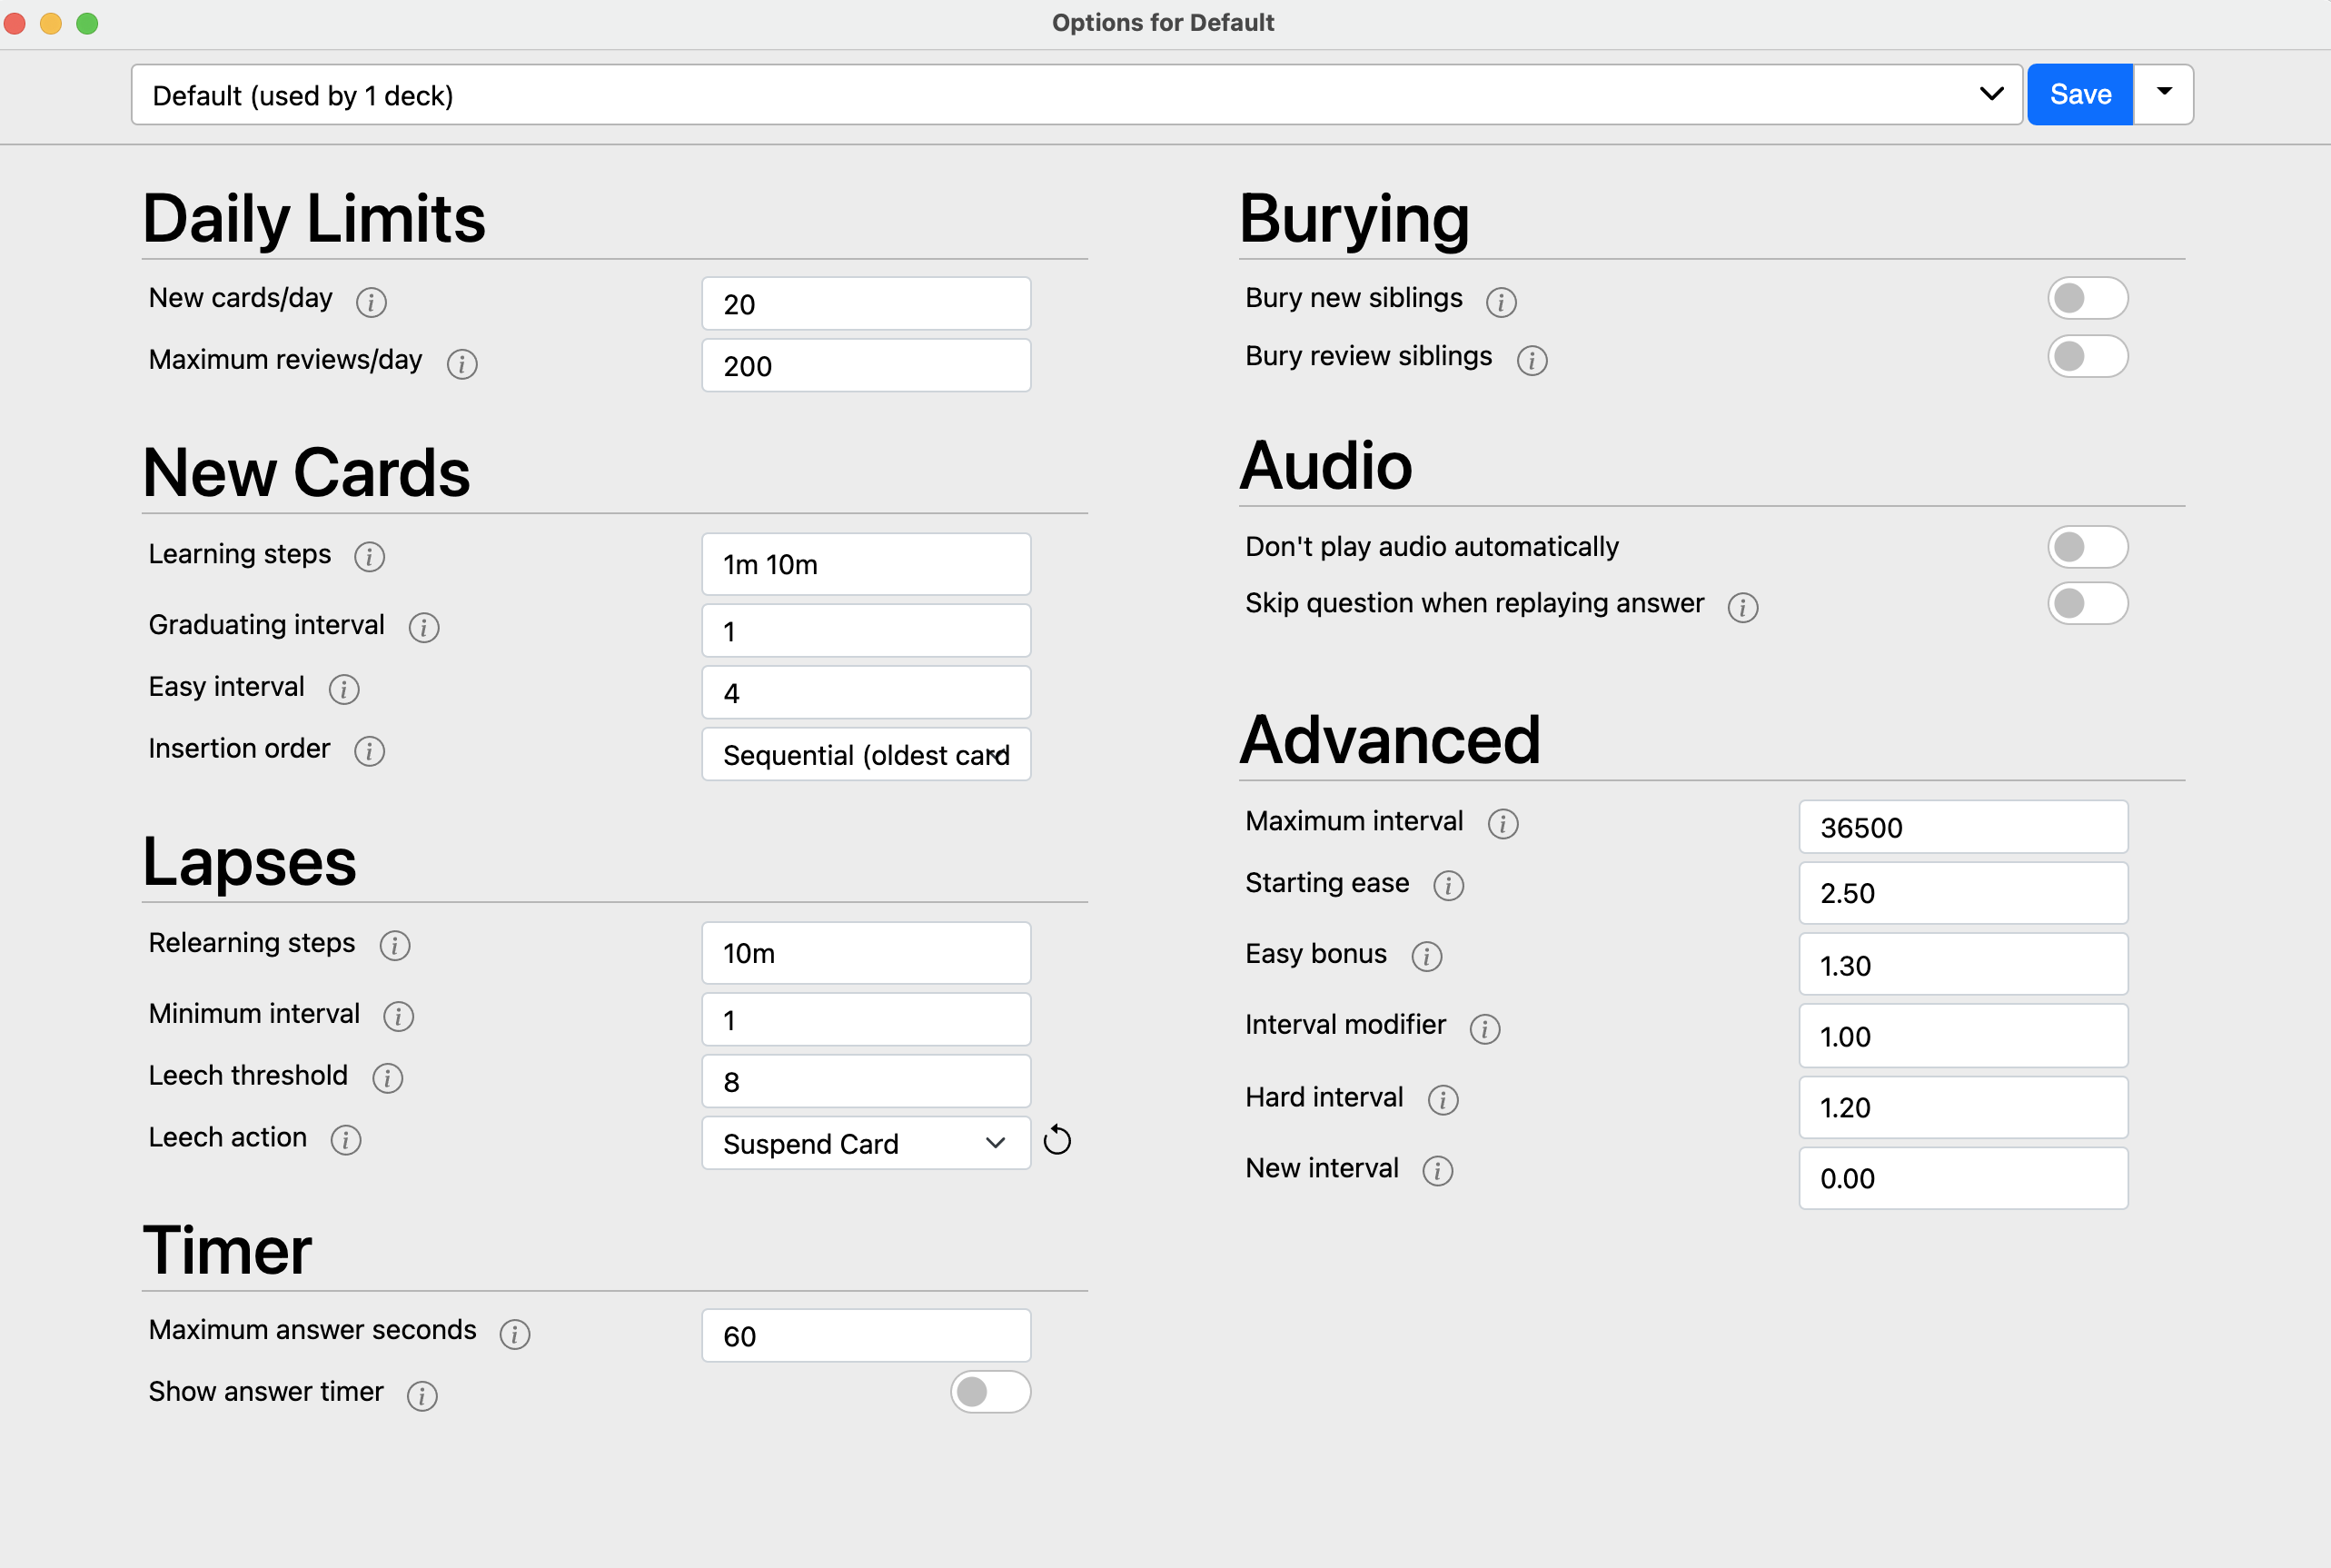 Options for Default
Default (used by 1 deck)
Save
Daily Limits
New cards/day
20
Maximum reviews/day
200
New Cards
Learning steps
1m 10m
Graduating interval
1
Easy interval
4
Insertion order
Sequential (oldest card
Lapses
Relearning steps
10m
Minimum interval
1
Leech threshold
8
Leech action
Suspend Card
Timer
Maximum answer seconds
60
Show answer timer
Burying
Bury new siblings
Bury review siblings
Audio
Don't play audio automatically
Skip question when replaying answer
Advanced
Maximum interval
36500
Starting ease
2.50
Easy bonus
1.30
Interval modifier
1.00
Hard interval
1.20
New interval
0.00